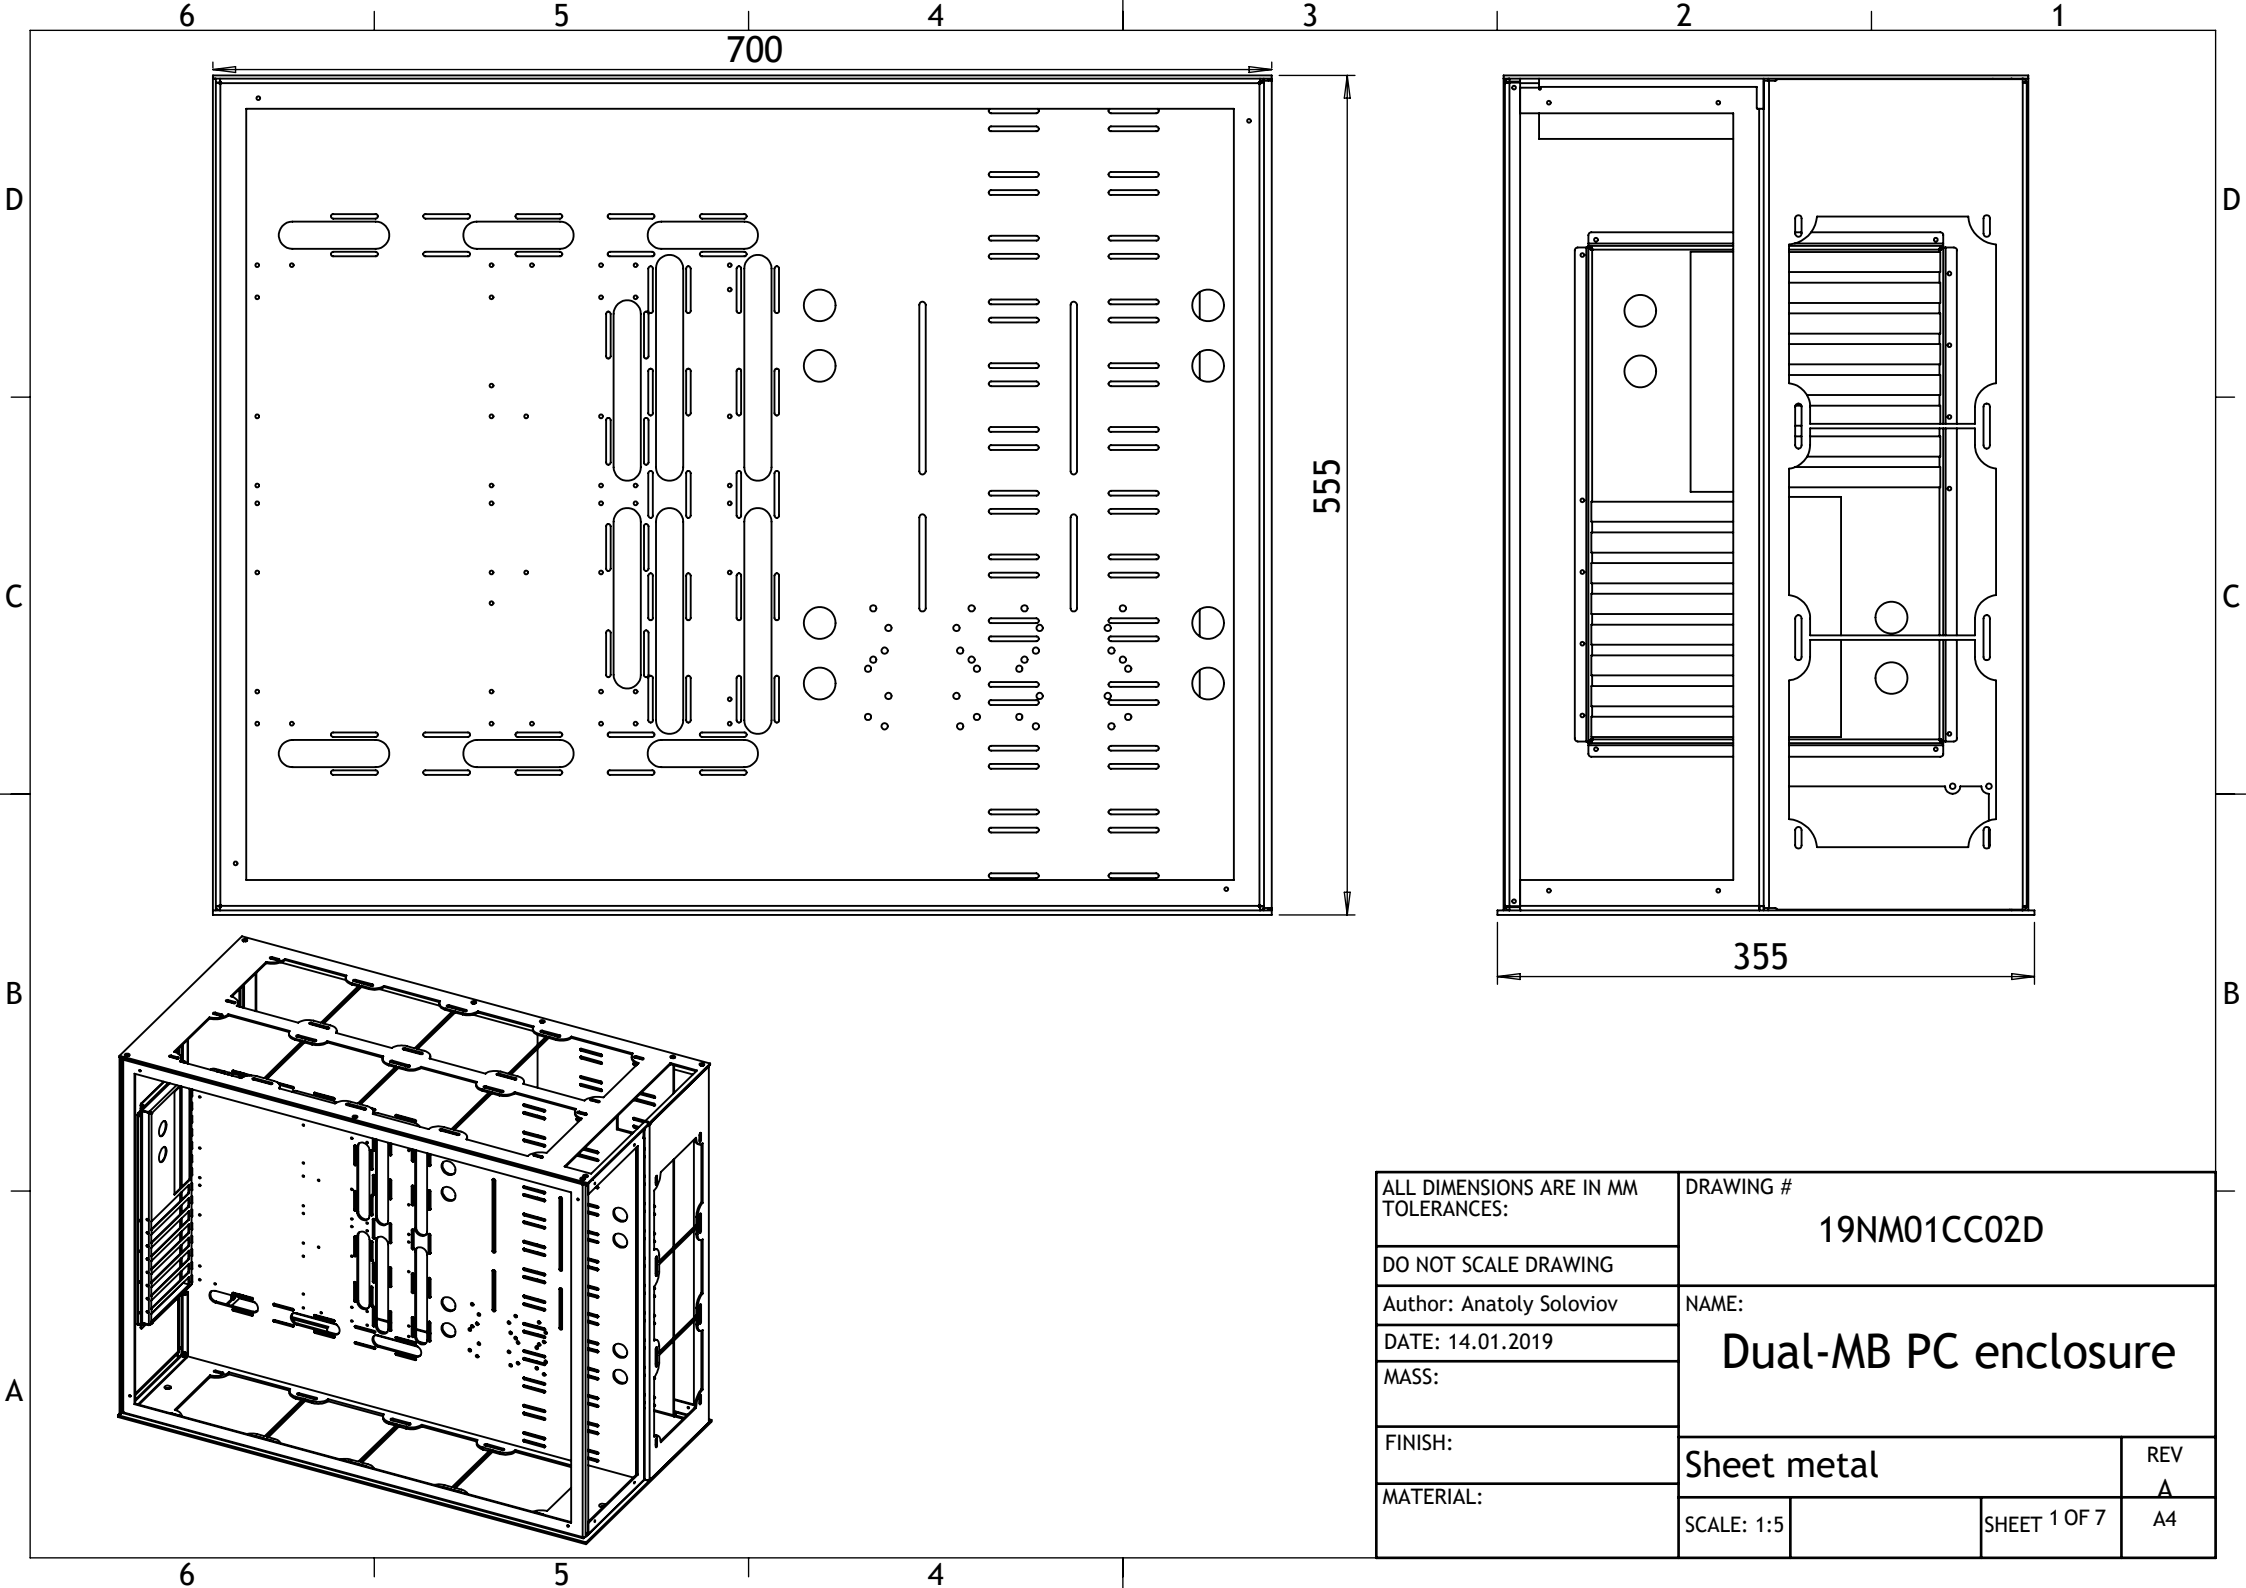 6 5 4 3 2 1
700
D D
555
C C
355
B B
A
ALL DIMENSIONS ARE IN MM
TOLERANCES:
DRAWING #
19NM01CC02D
DO NOT SCALE DRAWING
Author: Anatoly Soloviov
NAME:
Dual-MB PC enclosure
DATE: 14.01.2019
MASS:
FINISH:
Sheet metal
REV
A
MATERIAL:
SCALE: 1:5
SHEET 1 OF 7
A4
6 5 4